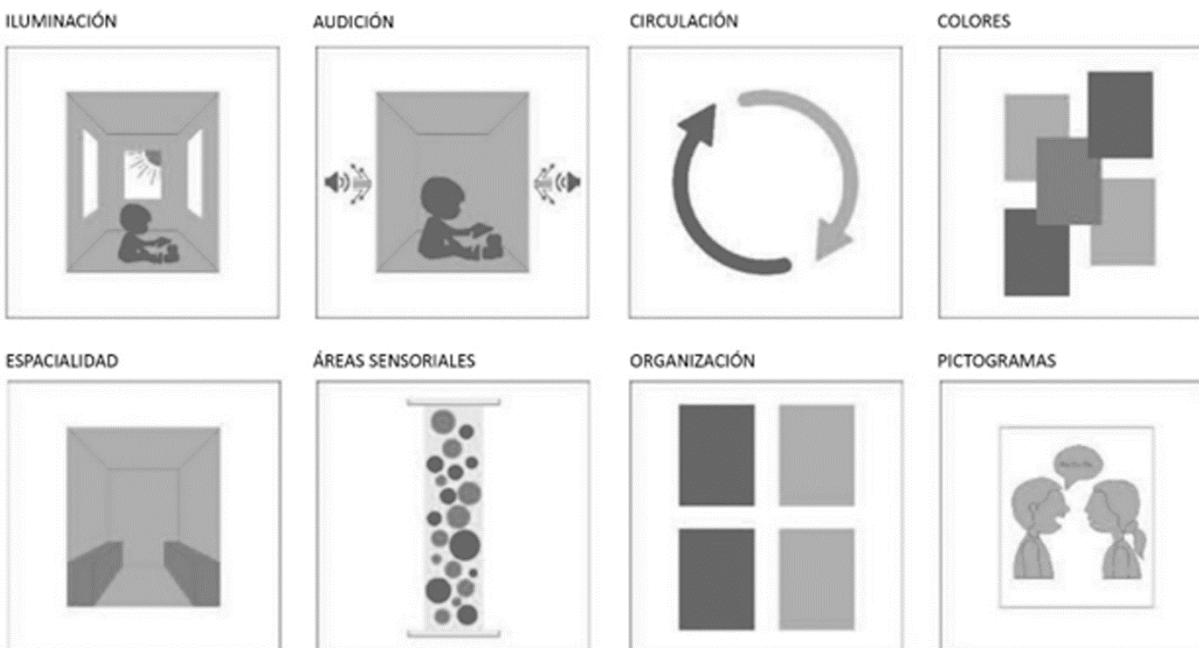 ILUMINACIÓN
AUDICIÓN
CIRCULACIÓN
COLORES
ESPACIALIDAD
ÁREAS SENSORIALES
ORGANIZACIÓN
PICTOGRAMAS